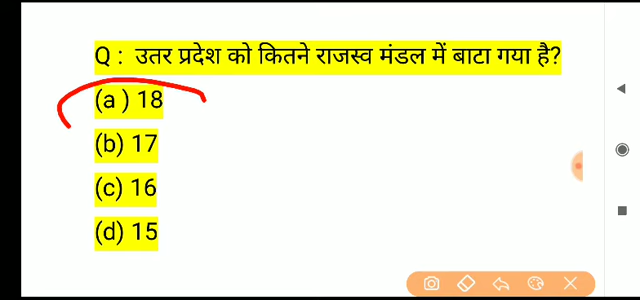 Q : उतर प्रदेश को कितने राजस्व मंडल में बाटा गया है?
(a ) 18
(b) 17
(c) 16
(d) 15